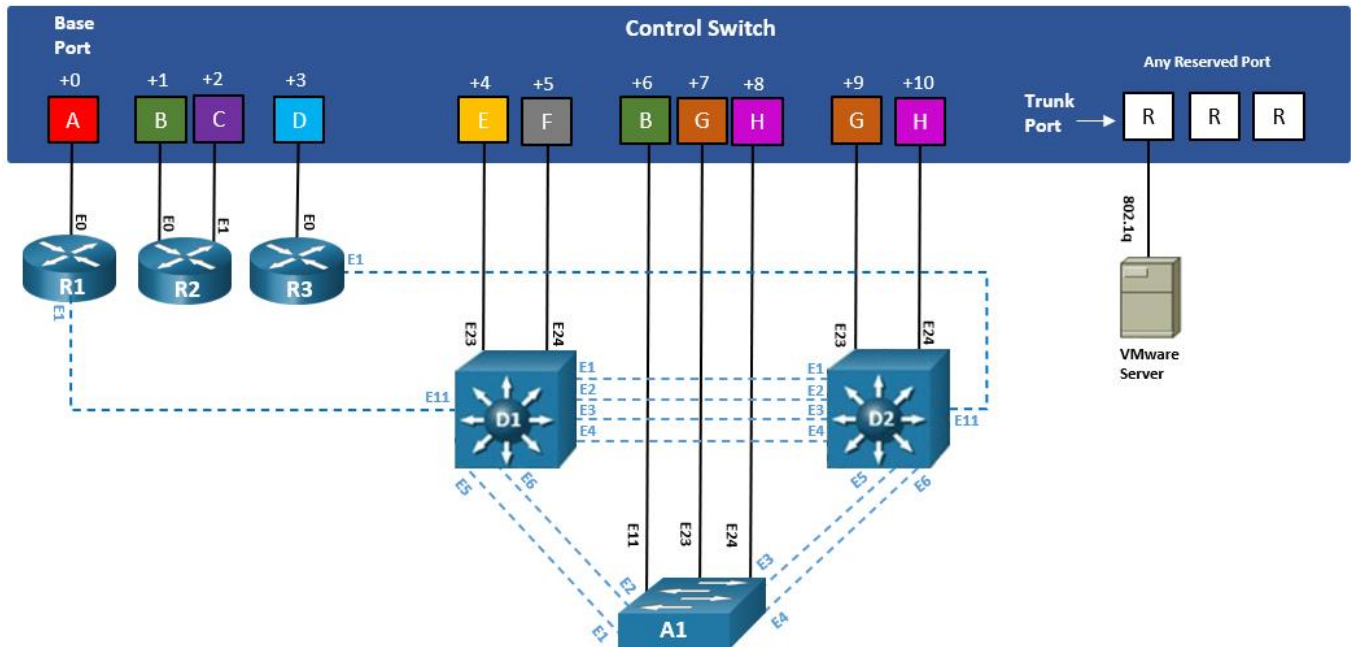 Base
Port
Control Switch
+0 +1 +2 +3 +4 +5 +6 +7 +8 +9 +10
Any Reserved Port
Trunk
Port
A B C D E F B G H G H R R R
E0 E0 E1 E0
802.1q
R1 R2 R3
E1
E1
E23 E24
E23 E24
VMware
Server
E1 E1
E2 E2
E3 E3
E4 E4
E11
E11
D1 D2
E5 E6
E5 E6
E11 E23 E24
E2 E3
E1 E4
A1